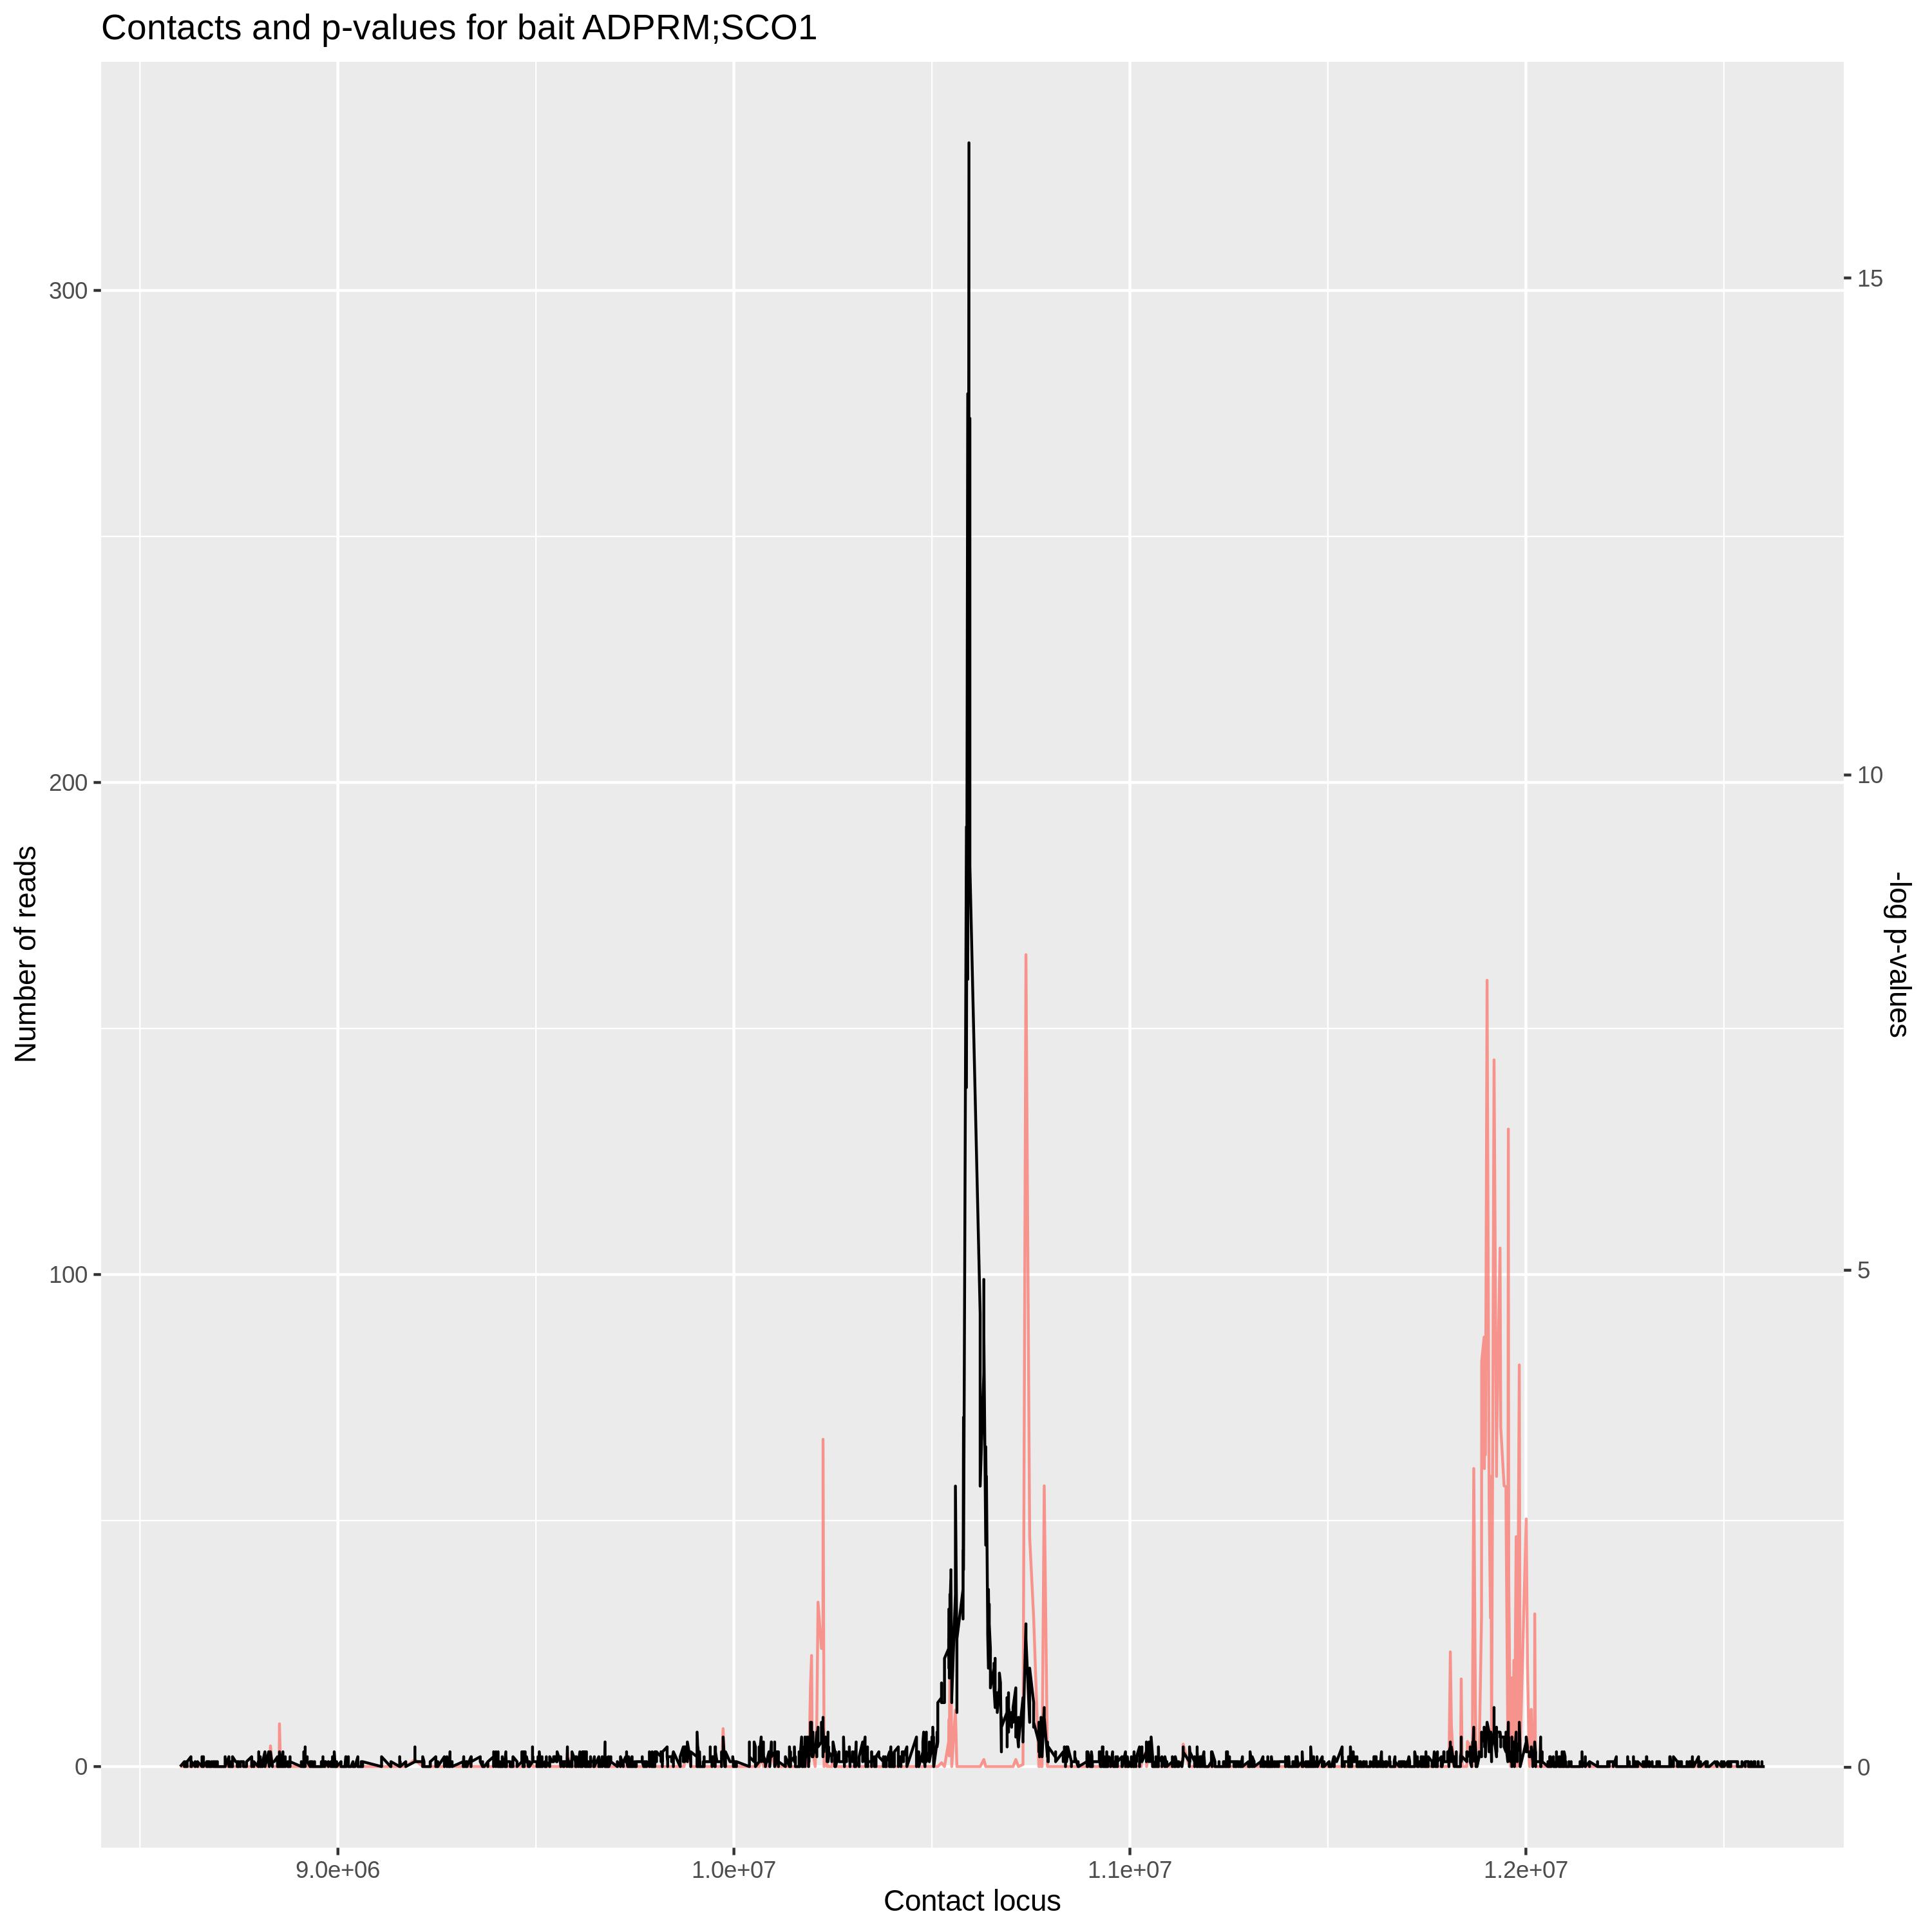 Contacts and p-values for bait ADPRM;SCO1
300
200
100
0
Number of reads
15
10
5
0
-log p-values
9.0e+06
1.0e+07
1.1e+07
1.2e+07
Contact locus